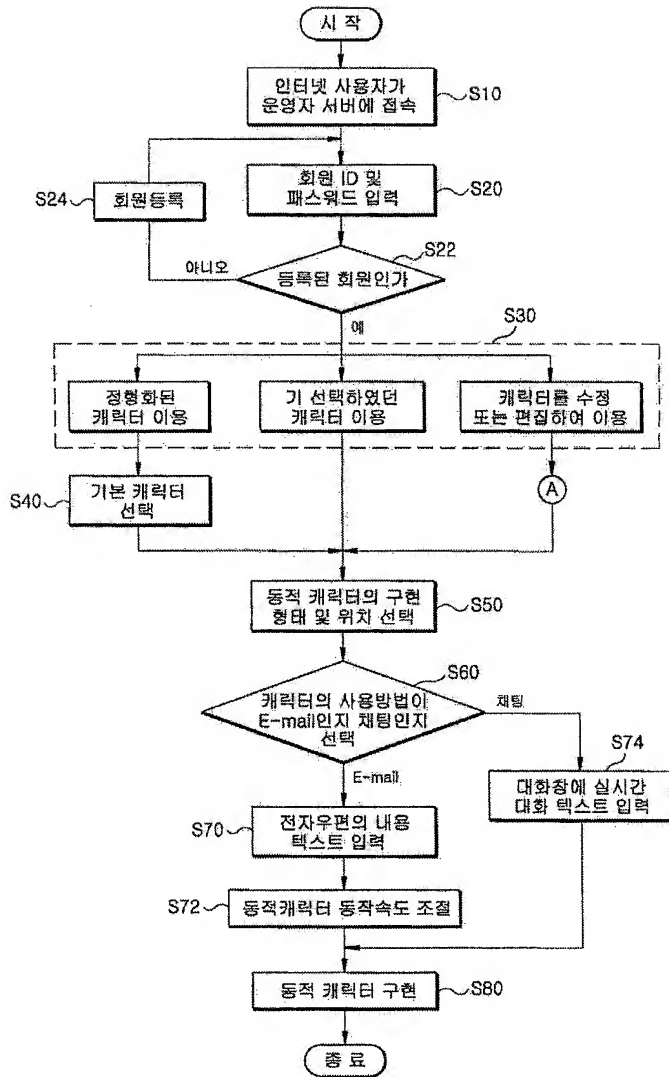 시 작
인터넷 사용자가
운영자 서버에 접속
S10
회원 ID 및
패스워드 입력
S20
S24
회원등록
S22
아니오
등록된 회원인가
예
S30
정형화된
캐릭터 이용
기 선택하였던
캐릭터 이용
캐릭터를 수정
또는 편집하여 이용
S40
기본 캐릭터
선택
A
동적 캐릭터의 구현
형태 및 위치 선택
S50
S60
캐릭터의 사용방법이
E-mail인지 채팅인지
선택
채팅
E-mail
S74
대화창에 실시간
대화 텍스트 입력
S70
전자우편의 내용
텍스트 입력
S72
동적캐릭터 동작속도 조절
동적 캐릭터 구현
S80
종 료